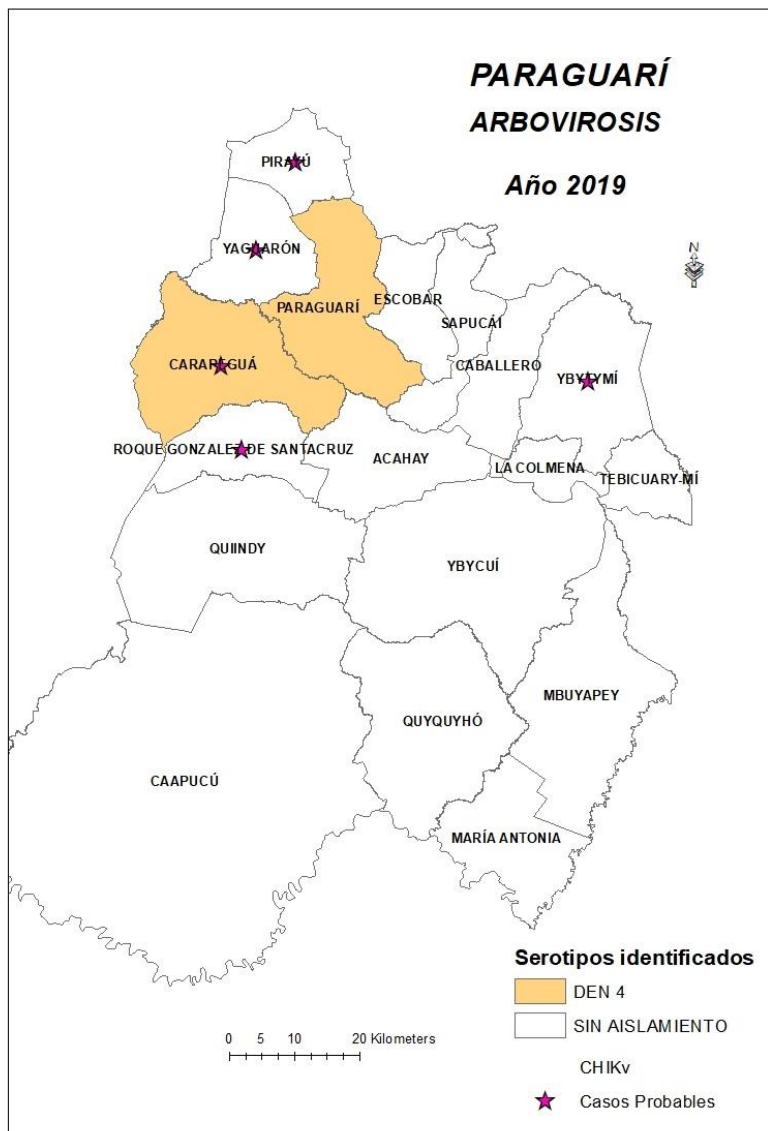 PARAGUARÍ
ARBOVIROSIS
Año 2019
N
PIRAYÚ
YAGUARÓN
ESCOBAR
PARAGUARÍ
SAPUCÁI
CARAPEGUÁ
CABALLERO
YBYTYMÍ
ROQUE GONZALEZ DE SANTACRUZ
ACAHAY
LA COLMENA
TEBICUARY-MÍ
QUIINDY
YBYCUÍ
MBUYAPEY
QUYQUYHÓ
CAAPUCÚ
MARÍA ANTONIA
Serotipos identificados
DEN 4
SIN AISLAMIENTO
CHIKv
Casos Probables
0 5 10 20 Kilometers